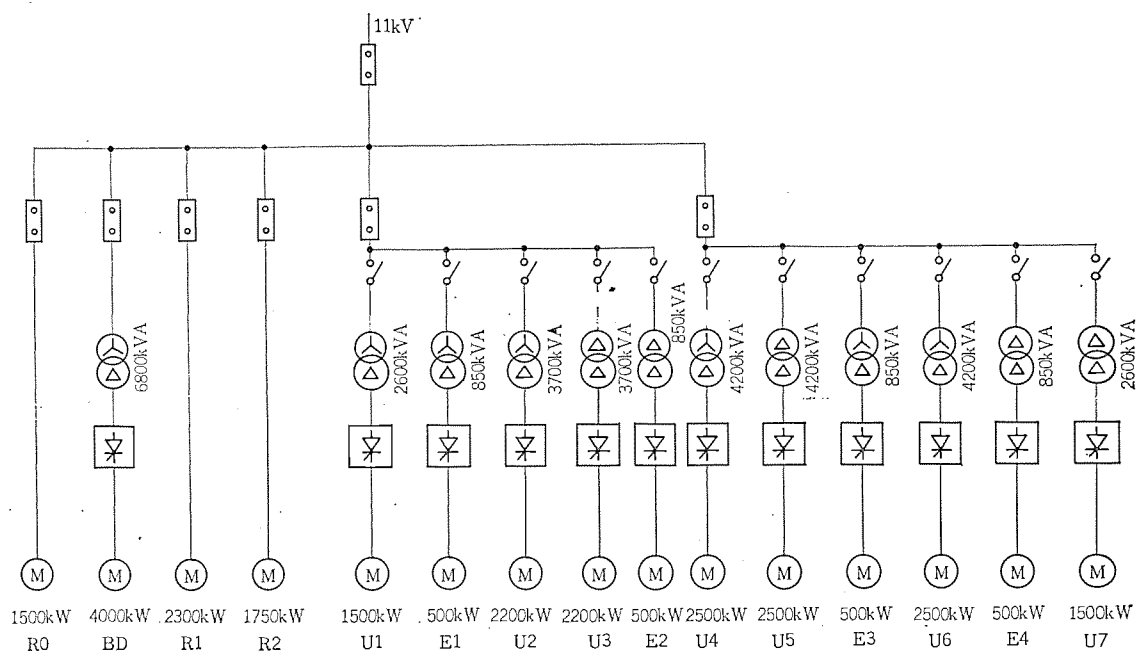 11kV
6800kVA
2600kVA
850kVA
3700kVA
3700kVA
850kVA
4200kVA
4200kVA
850kVA
4200kVA
850kVA
2600kVA
M M M M M M M M M M M M M M M
1500kW 4000kW 2300kW 1750kW 1500kW 500kW 2200kW 2200kW 500kW 2500kW 2500kW 500kW 2500kW 500kW 1500kW
R0 BD R1 R2 U1 E1 U2 U3 E2 U4 U5 E3 U6 E4 U7